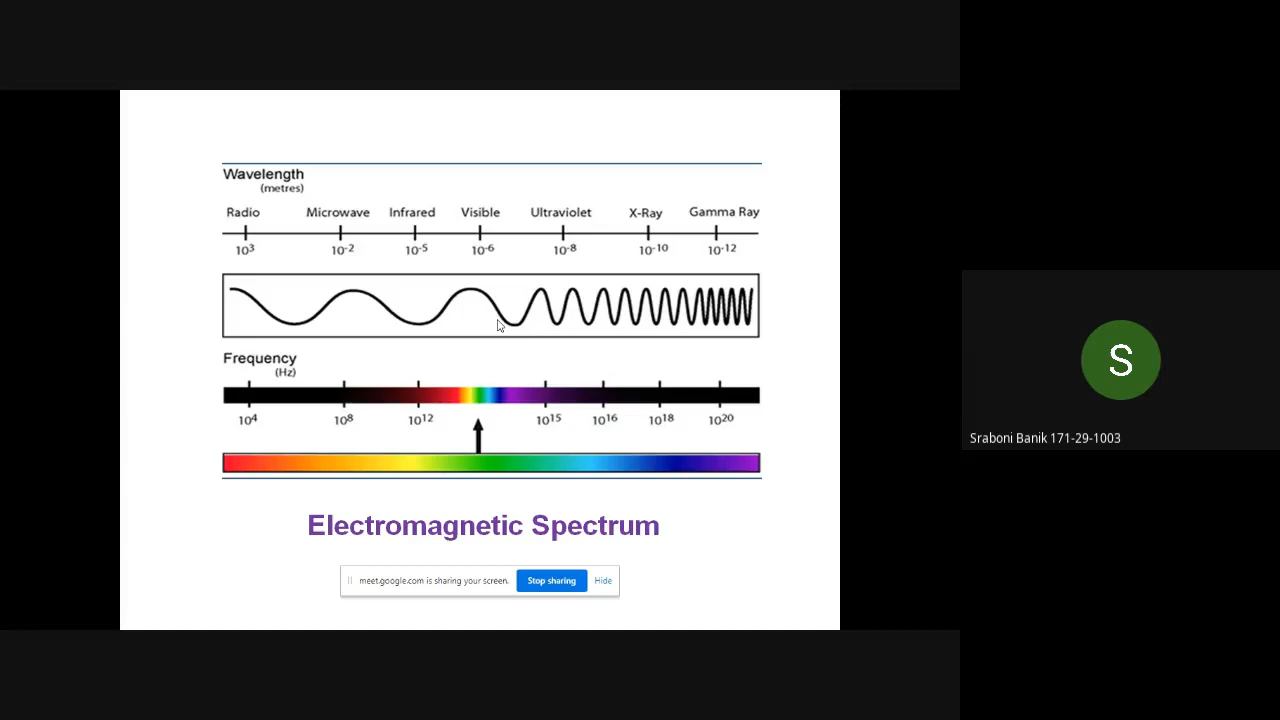 Wavelength
(metres)
Radio Microwave Infrared Visible Ultraviolet X-Ray Gamma Ray
10³ 10⁻² 10⁻⁵ 10⁻⁶ 10⁻⁸ 10⁻¹⁰ 10⁻¹²
Frequency
(Hz)
10⁴ 10⁸ 10¹² 10¹⁵ 10¹⁶ 10¹⁸ 10²⁰
Electromagnetic Spectrum
meet.google.com is sharing your screen. Stop sharing Hide
S
Sraboni Banik 171-29-1003